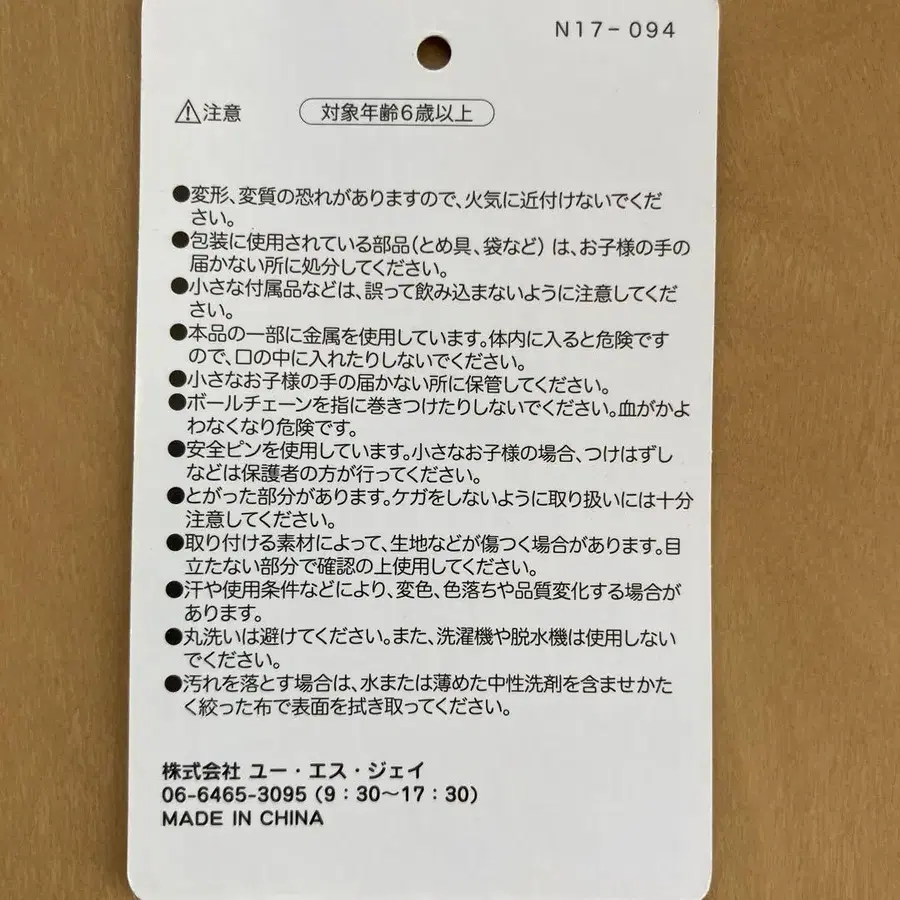 N17-094
⚠注意 対象年齢6歳以上
●変形、変質の恐れがありますので、火気に近付けないでくだ
さい。
●包装に使用されている部品(とめ具、袋など) は、お子様の手の
届かない所に処分してください。
●小さな付属品などは、誤って飲み込まないように注意してくだ
さい。
●本品の一部に金属を使用しています。体内に入ると危険です
ので、口の中に入れたりしないでください。
●小さなお子様の手の届かない所に保管してください。
●ボールチェーンを指に巻きつけたりしないでください。血がかよ
わなくなり危険です。
●安全ピンを使用しています。小さなお子様の場合、つけはずし
などは保護者の方が行ってください。
●とがった部分があります。ケガをしないように取り扱いには十分
注意してください。
●取り付ける素材によって、生地などが傷つく場合があります。目
立たない部分で確認の上使用してください。
●汗や使用条件などにより、変色、色落ちや品質変化する場合が
あります。
●丸洗いは避けてください。また、洗濯機や脱水機は使用しない
でください。
●汚れを落とす場合は、水または薄めた中性洗剤を含ませかた
く絞った布で表面を拭き取ってください。
株式会社 ユー・エス・ジェイ
06-6465-3095 (9:30〜17:30)
MADE IN CHINA